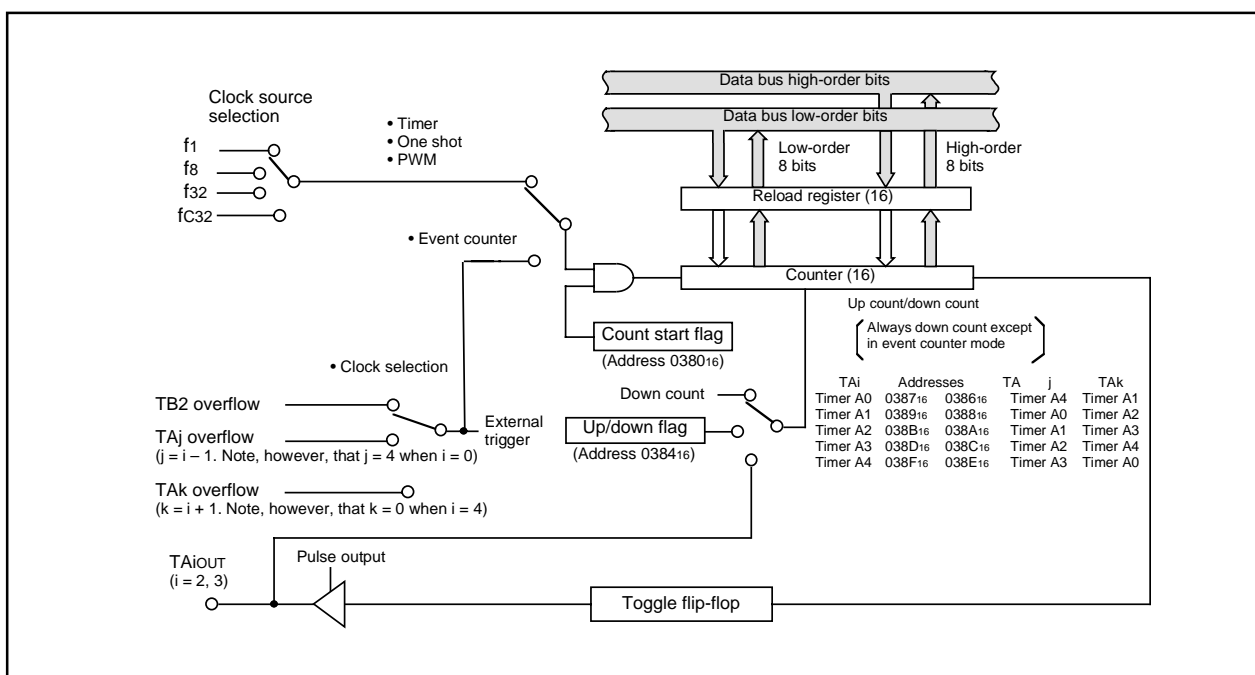 Data bus high-order bits
Data bus low-order bits
Clock source
selection
f1
f8
f32
fC32
• Timer
• One shot
• PWM
Low-order
8 bits
High-order
8 bits
Reload register (16)
• Event counter
Counter (16)
Up count/down count
Always down count except
in event counter mode
Count start flag
(Address 038016)
• Clock selection
TB2 overflow
TAj overflow
(j = i – 1. Note, however, that j = 4 when i = 0)
External
trigger
TAk overflow
(k = i + 1. Note, however, that k = 0 when i = 4)
Down count
Up/down flag
(Address 038416)
TAi Addresses TA j TAk
Timer A0 038716 038616 Timer A4 Timer A1
Timer A1 038916 038816 Timer A0 Timer A2
Timer A2 038B16 038A16 Timer A1 Timer A3
Timer A3 038D16 038C16 Timer A2 Timer A4
Timer A4 038F16 038E16 Timer A3 Timer A0
TAiOUT
(i = 2, 3)
Pulse output
Toggle flip-flop